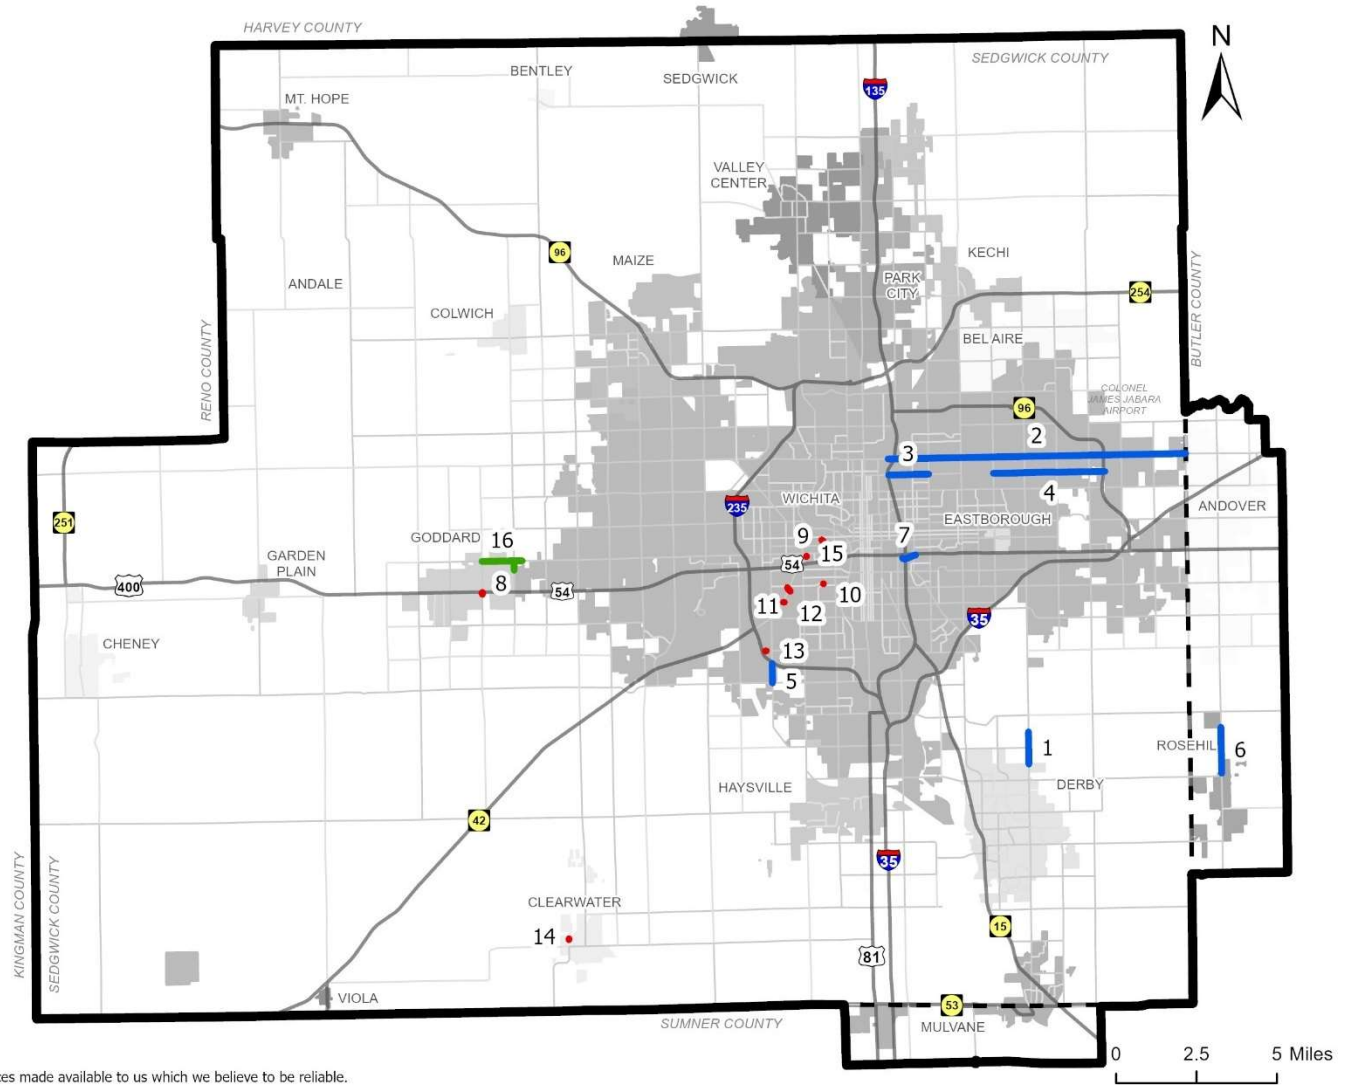 HARVEY COUNTY
N
SEDGWICK COUNTY
BENTLEY
SEDGWICK
135
MT. HOPE
VALLEY
CENTER
96
MAIZE
KECHI
PARK
CITY
ANDALE
254
COLWICH
BEL AIRE
BUTLER COUNTY
RENO COUNTY
COLONEL
JAMES JABARA
AIRPORT
96
2
3
4
WICHITA
235
ANDOVER
EASTBOROUGH
251
GODDARD
16
9
15
7
GARDEN
PLAIN
54
400
8
54
10
11
12
35
CHENEY
13
5
1
ROSEHIL
6
DERBY
HAYSVILLE
42
35
KINGMAN COUNTY
SEDGWICK COUNTY
CLEARWATER
14
15
81
VIOLA
53
SUMNER COUNTY
MULVANE
0 2.5 5 Miles
ces made available to us which we believe to be reliable.